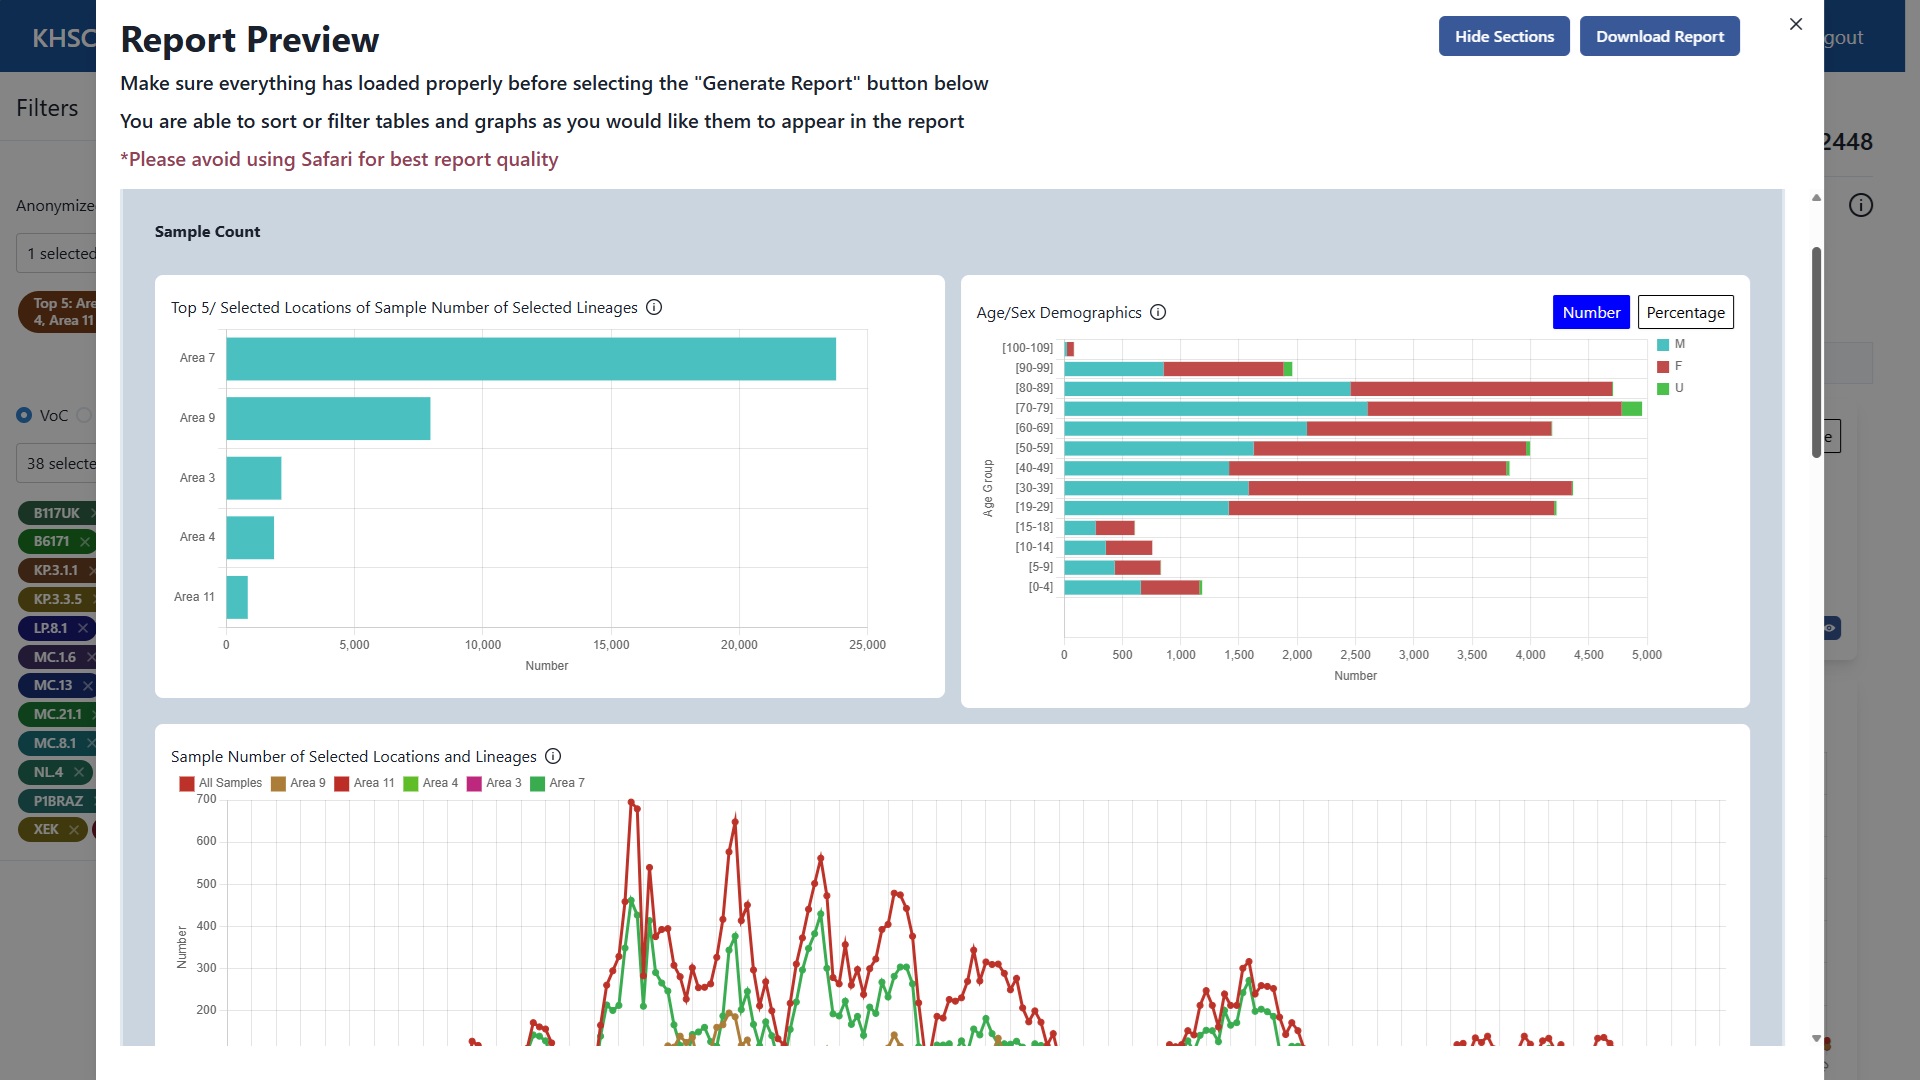 KHSC
Report Preview
Hide Sections
Download Report
gout
Make sure everything has loaded properly before selecting the "Generate Report" button below
You are able to sort or filter tables and graphs as you would like them to appear in the report
*Please avoid using Safari for best report quality
Filters
2448
Anonymize
1 selected
Top 5: Are
4, Area 11
VoC
38 selecte
B117UK
B6171
KP.3.1.1
KP.3.3.5
LP.8.1
MC.1.6
MC.13
MC.21.1
MC.8.1
NL.4
P1BRAZ
XEK
Sample Count
Top 5/ Selected Locations of Sample Number of Selected Lineages
Area 7
Area 9
Area 3
Area 4
Area 11
0 5,000 10,000 15,000 20,000 25,000
Number
Age/Sex Demographics
Number
Percentage
M
F
U
[100-109]
[90-99]
[80-89]
[70-79]
[60-69]
[50-59]
[40-49]
[30-39]
[19-29]
[15-18]
[10-14]
[5-9]
[0-4]
Age Group
0 500 1,000 1,500 2,000 2,500 3,000 3,500 4,000 4,500 5,000
Number
e
Sample Number of Selected Locations and Lineages
All Samples Area 9 Area 11 Area 4 Area 3 Area 7
700
600
500
400
300
200
Number